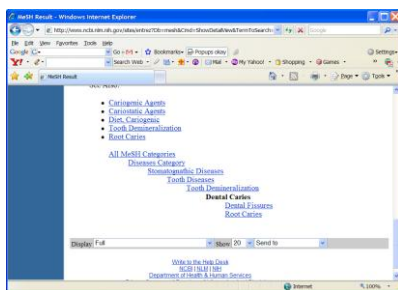 MeSH Result - Windows Internet Explorer
File Edit View Favorites Tools Help
Google Go Bookmarks Popups okay Settings
Y! Search Web Mail My Yahoo! Shopping Games
MeSH Result Page Tools
See Also:
Cariogenic Agents
Cariostatic Agents
Diet, Cariogenic
Tooth Demineralization
Root Caries
All MeSH Categories
Diseases Category
Stomatognathic Diseases
Tooth Diseases
Tooth Demineralization
Dental Caries
Dental Fissures
Root Caries
Display Full Show 20 Send to
Write to the Help Desk
NCBI | NLM | NIH
Department of Health & Human Services
Internet 100%